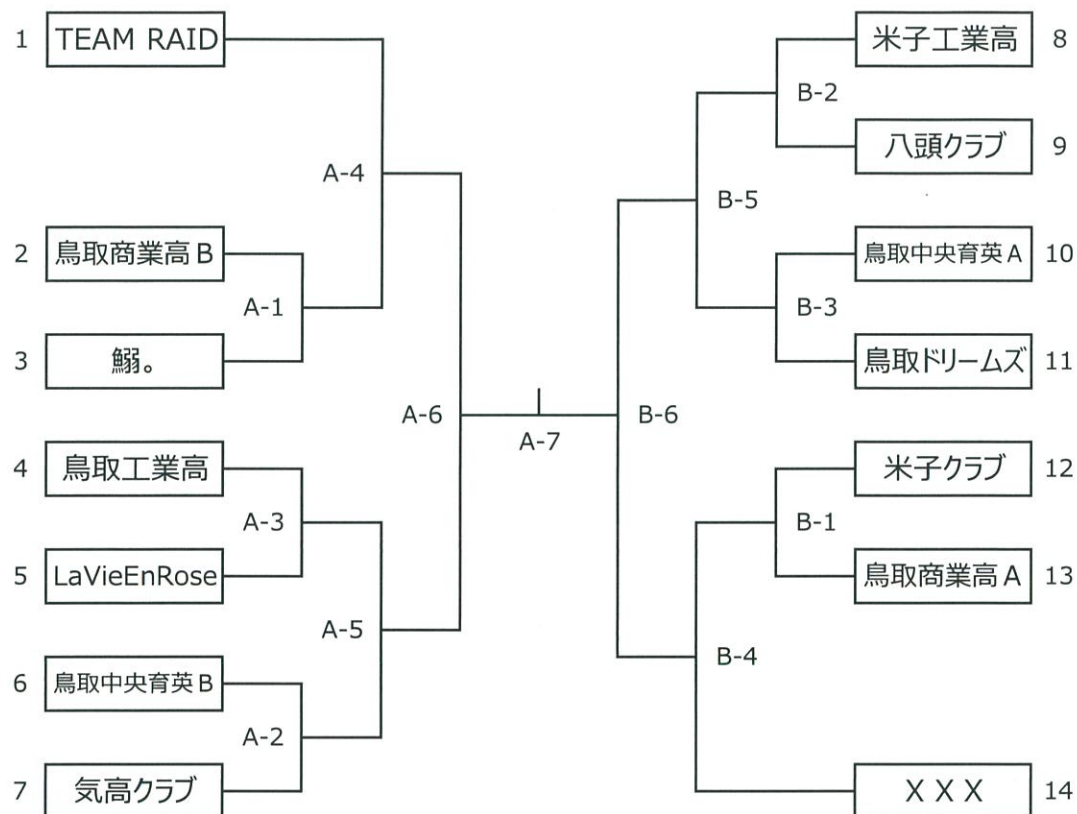 1 TEAM RAID
2 鳥取商業高B
3 鰯。
4 鳥取工業高
5 LaVieEnRose
6 鳥取中央育英B
7 気高クラブ
A-4
A-1
A-3
A-5
A-2
A-6
A-7
B-6
B-2
B-5
B-3
B-1
B-4
米子工業高 8
八頭クラブ 9
鳥取中央育英A 10
鳥取ドリームズ 11
米子クラブ 12
鳥取商業高A 13
X X X 14